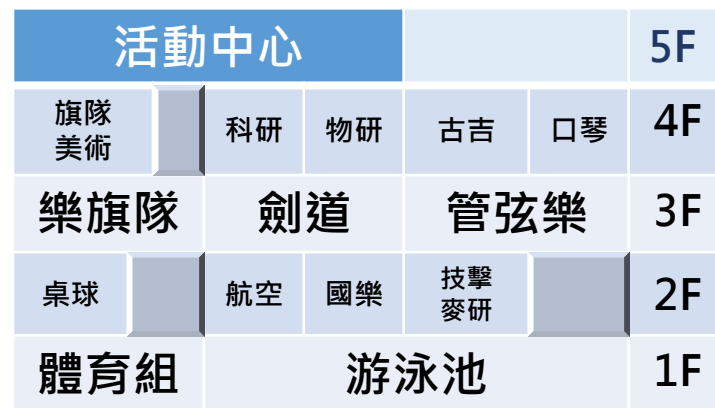 活動中心 5F
旗隊
美術 科研 物研 古吉 口琴 4F
樂旗隊 劍道 管弦樂 3F
桌球 航空 國樂 技擊
麥研 2F
體育組 游泳池 1F